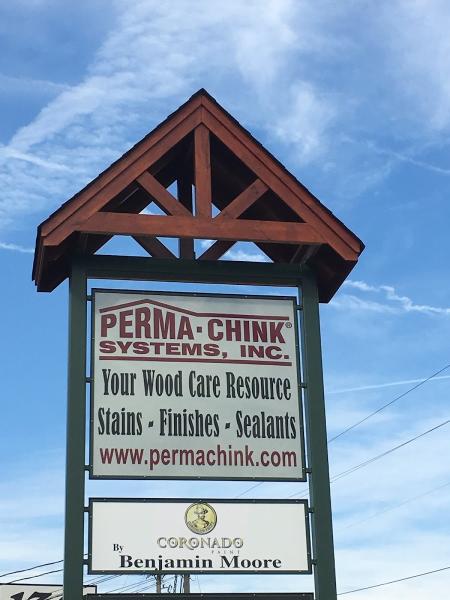 PERMA-CHINK®
SYSTEMS, INC.
Your Wood Care Resource
Stains - Finishes - Sealants
www.permachink.com
CORONADO
PAINT
By Benjamin Moore